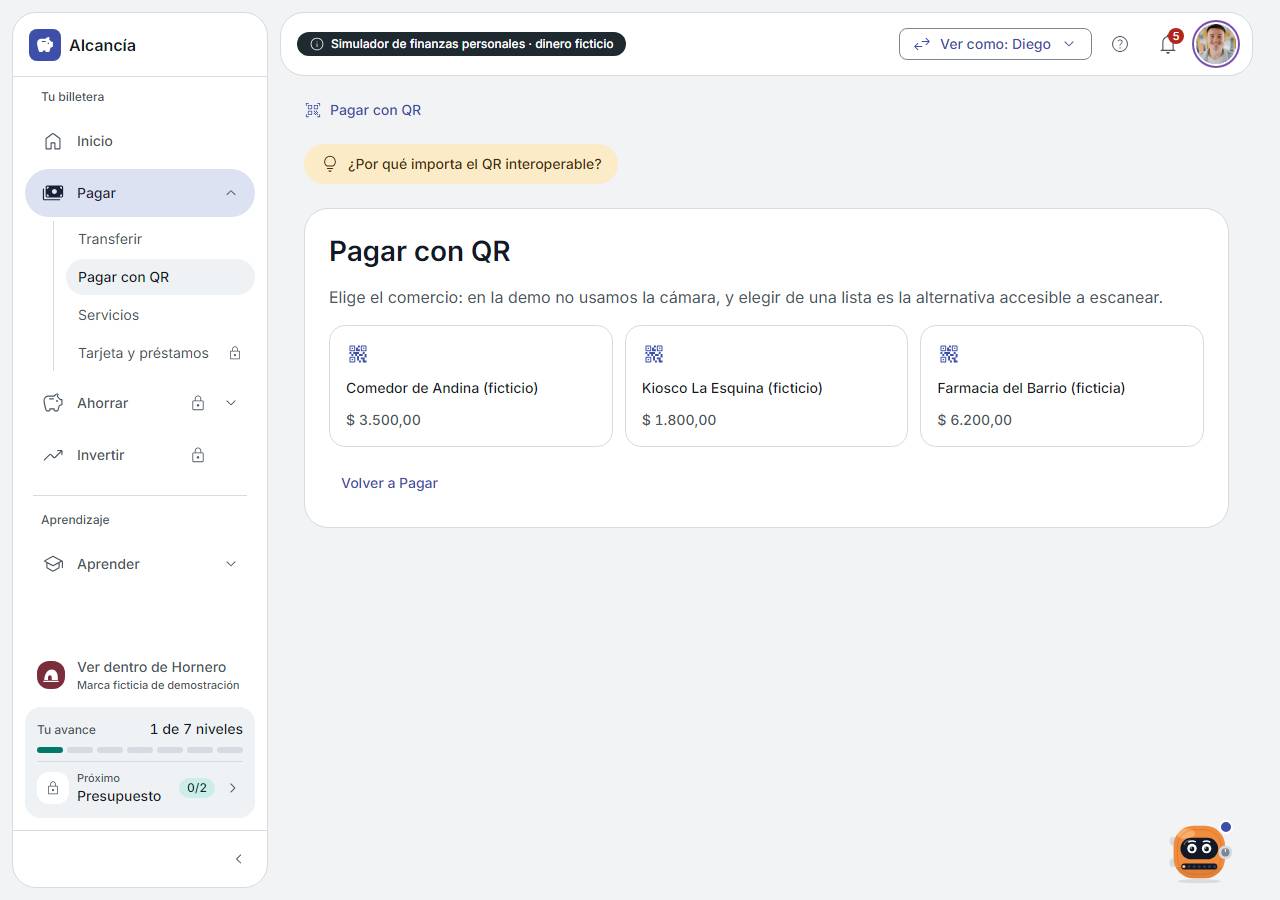 Alcancía
Simulador de finanzas personales · dinero ficticio
Ver como: Diego
5
Tu billetera
Inicio
Pagar
Transferir
Pagar con QR
Servicios
Tarjeta y préstamos
Ahorrar
Invertir
Aprendizaje
Aprender
Ver dentro de Hornero
Marca ficticia de demostración
Tu avance
1 de 7 niveles
Próximo
Presupuesto
0/2
Pagar con QR
¿Por qué importa el QR interoperable?
Pagar con QR
Elige el comercio: en la demo no usamos la cámara, y elegir de una lista es la alternativa accesible a escanear.
Comedor de Andina (ficticio)
$ 3.500,00
Kiosco La Esquina (ficticio)
$ 1.800,00
Farmacia del Barrio (ficticia)
$ 6.200,00
Volver a Pagar